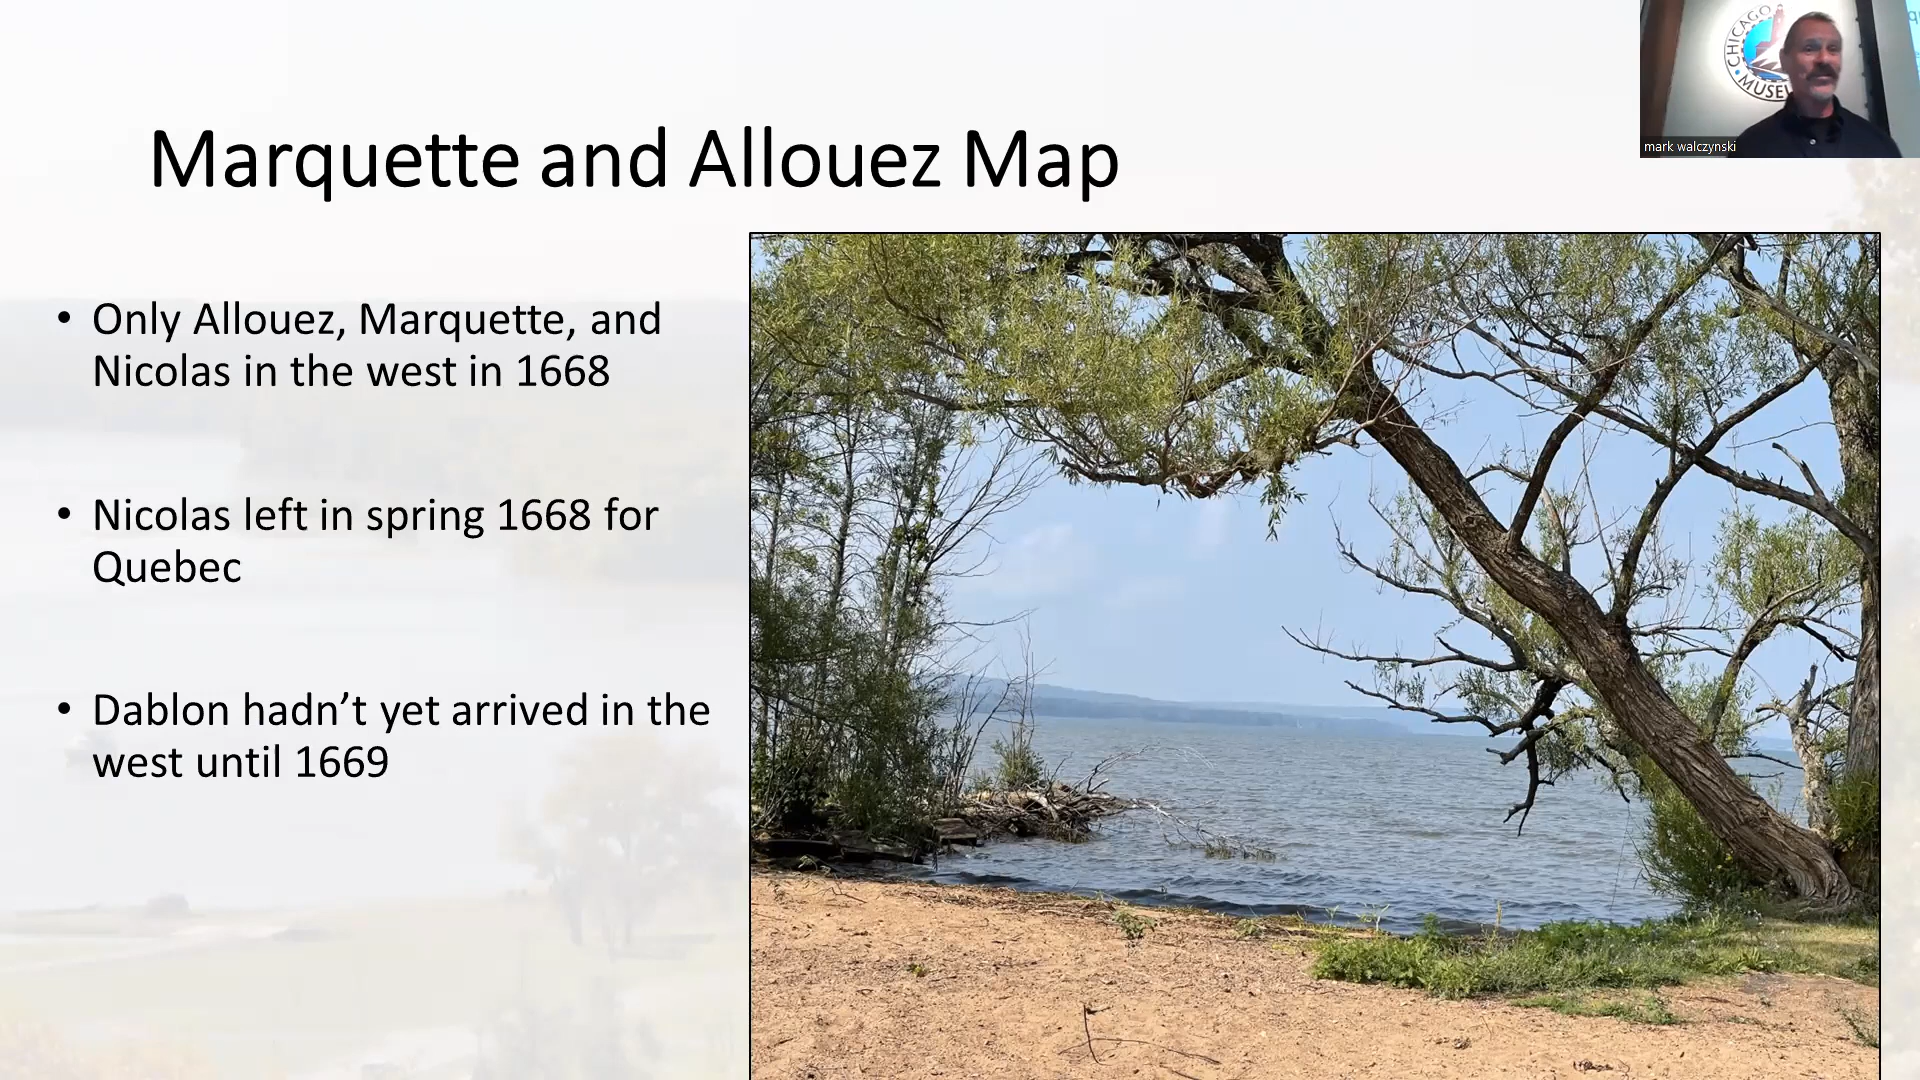 Marquette and Allouez Map
• Only Allouez, Marquette, and
Nicolas in the west in 1668
• Nicolas left in spring 1668 for
Quebec
• Dablon hadn’t yet arrived in the
west until 1669
CHICAGO
mark walczynski